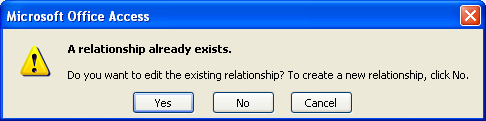 Microsoft Office Access
A relationship already exists.
Do you want to edit the existing relationship? To create a new relationship, click No.
Yes No Cancel